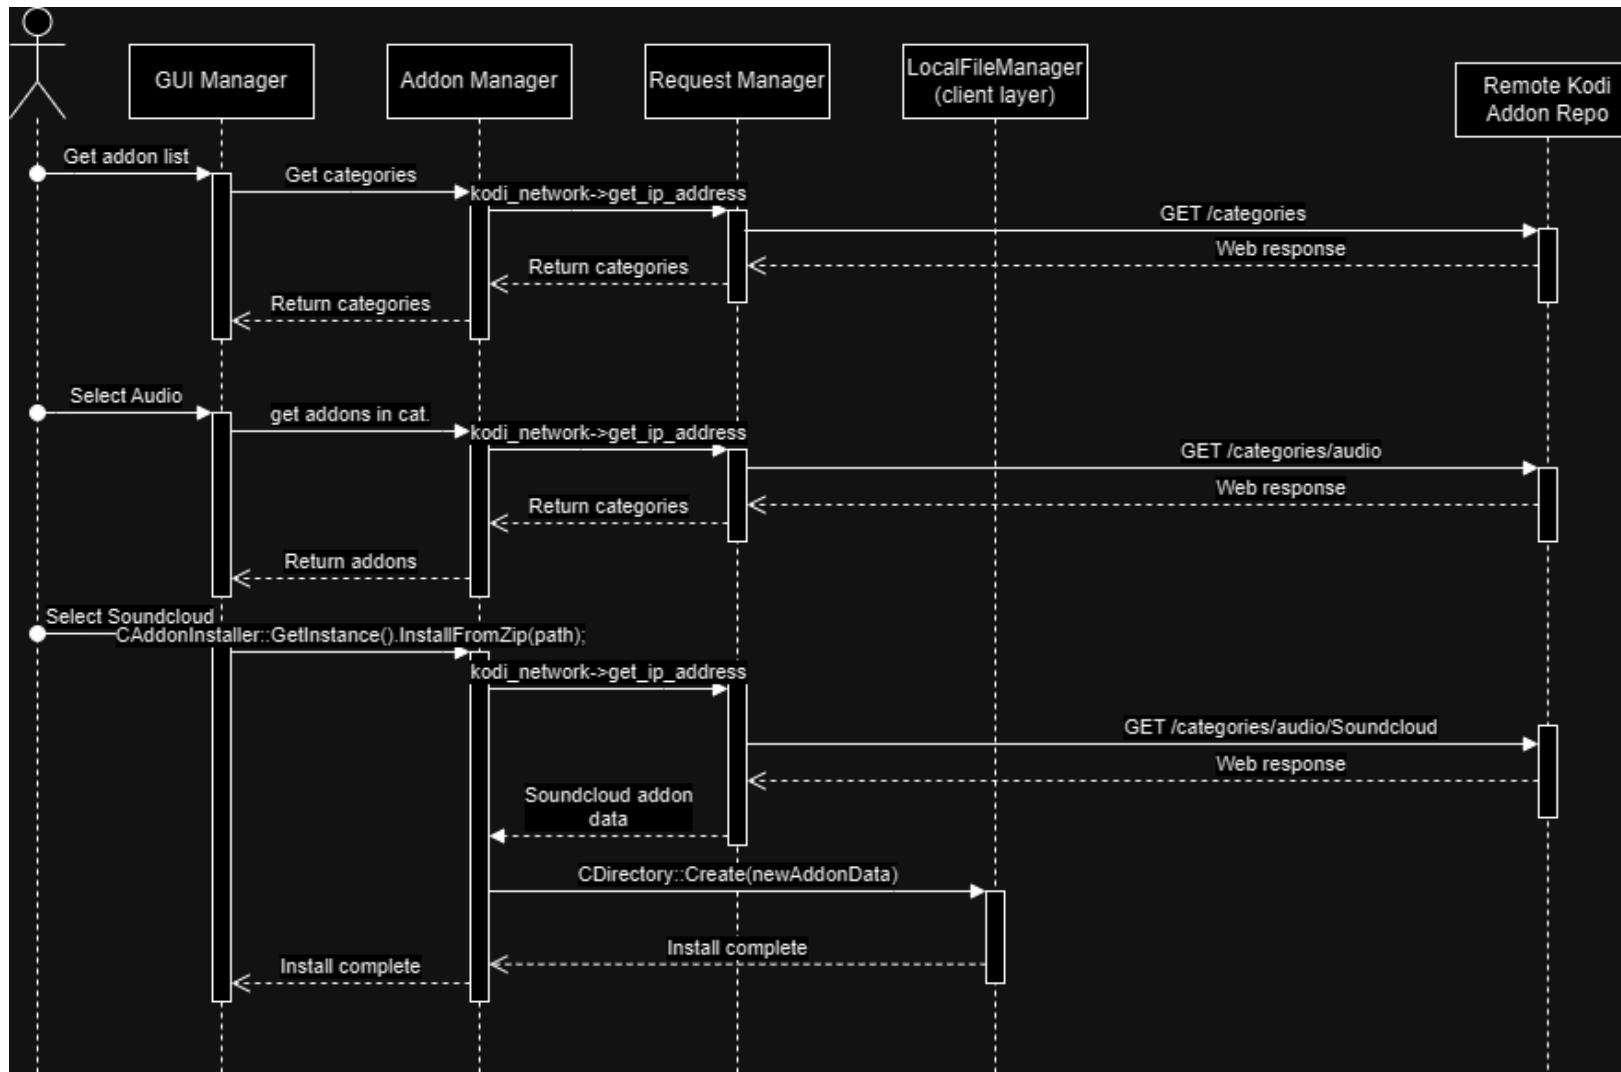 GUI Manager
Addon Manager
Request Manager
LocalFileManager
(client layer)
Remote Kodi
Addon Repo
Get addon list
Get categories
kodi_network->get_ip_address
GET /categories
Web response
Return categories
Return categories
Select Audio
get addons in cat.
kodi_network->get_ip_address
GET /categories/audio
Web response
Return categories
Return addons
Select Soundcloud
CAddonInstaller::GetInstance().InstallFromZip(path);
kodi_network->get_ip_address
GET /categories/audio/Soundcloud
Web response
Soundcloud addon
data
CDirectory::Create(newAddonData)
Install complete
Install complete